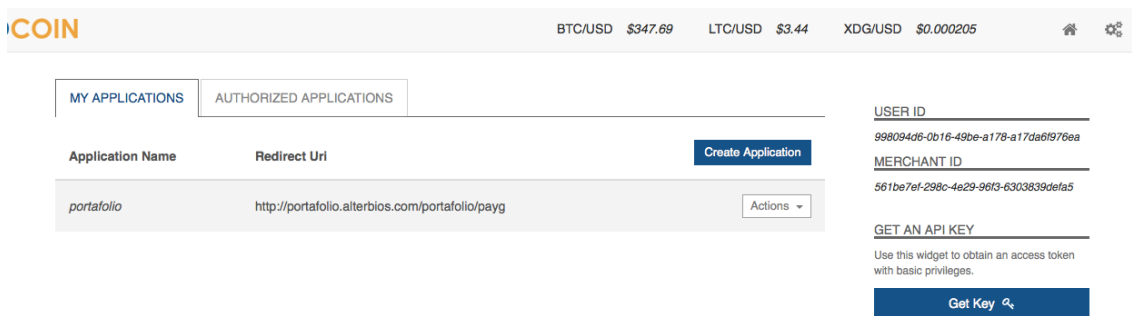 COIN
BTC/USD $347.69 LTC/USD $3.44 XDG/USD $0.000205
MY APPLICATIONS AUTHORIZED APPLICATIONS
Application Name Redirect Uri Create Application
portafolio http://portafolio.alterbios.com/portafolio/payg Actions
USER ID
998094d6-0b16-49be-a178-a17da6f976ea
MERCHANT ID
561be7ef-298c-4e29-96f3-6303839defa5
GET AN API KEY
Use this widget to obtain an access token
with basic privileges.
Get Key